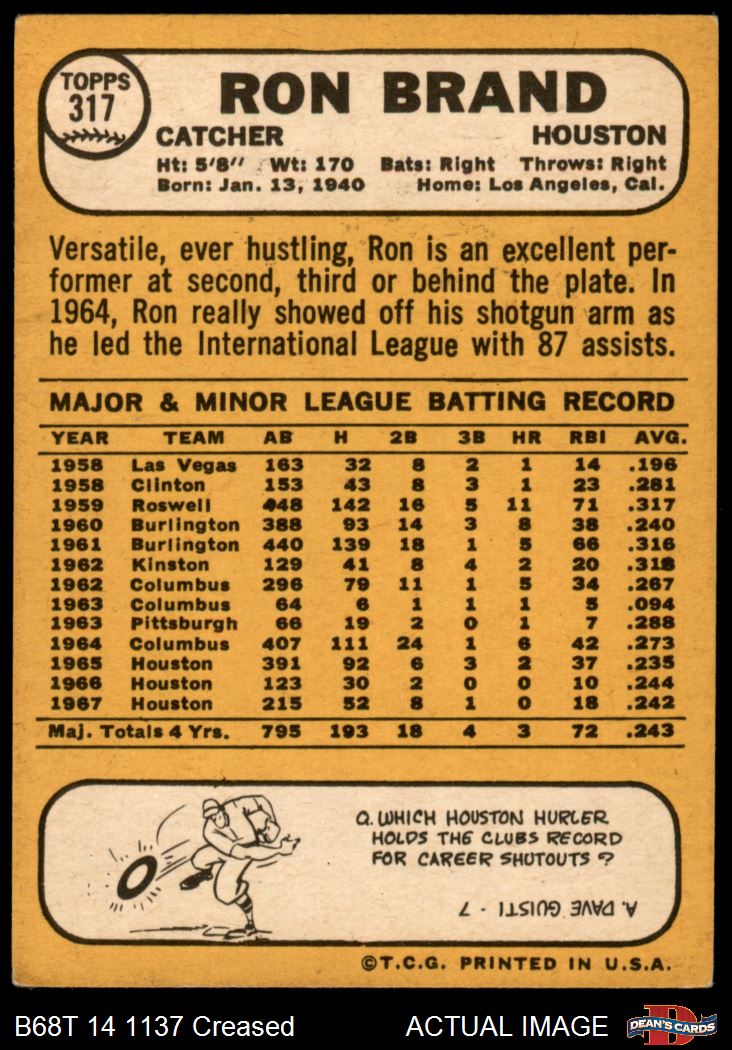 TOPPS
317
RON BRAND
CATCHER HOUSTON
Ht: 5'8" Wt: 170 Bats: Right Throws: Right
Born: Jan. 13, 1940 Home: Los Angeles, Cal.
Versatile, ever hustling, Ron is an excellent per-
former at second, third or behind the plate. In
1964, Ron really showed off his shotgun arm as
he led the International League with 87 assists.
MAJOR & MINOR LEAGUE BATTING RECORD
YEAR TEAM AB H 2B 3B HR RBI AVG.
1958 Las Vegas 163 32 8 2 1 14 .196
1958 Clinton 153 43 8 3 1 23 .281
1959 Roswell 448 142 16 5 11 71 .317
1960 Burlington 388 93 14 3 8 38 .240
1961 Burlington 440 139 18 1 5 66 .316
1962 Kinston 129 41 8 4 2 20 .318
1962 Columbus 296 79 11 1 5 34 .267
1963 Columbus 64 6 1 1 1 5 .094
1963 Pittsburgh 66 19 2 0 1 7 .288
1964 Columbus 407 111 24 1 6 42 .273
1965 Houston 391 92 6 3 2 37 .235
1966 Houston 123 30 2 0 0 10 .244
1967 Houston 215 52 8 1 0 18 .242
Maj. Totals 4 Yrs. 795 193 18 4 3 72 .243
Q. WHICH HOUSTON HURLER
HOLDS THE CLUBS RECORD
FOR CAREER SHUTOUTS ?
A. DAVE GUISTI - 7
©T.C.G. PRINTED IN U.S.A.
B68T 14 1137 Creased ACTUAL IMAGE
D
DEAN'S CARDS